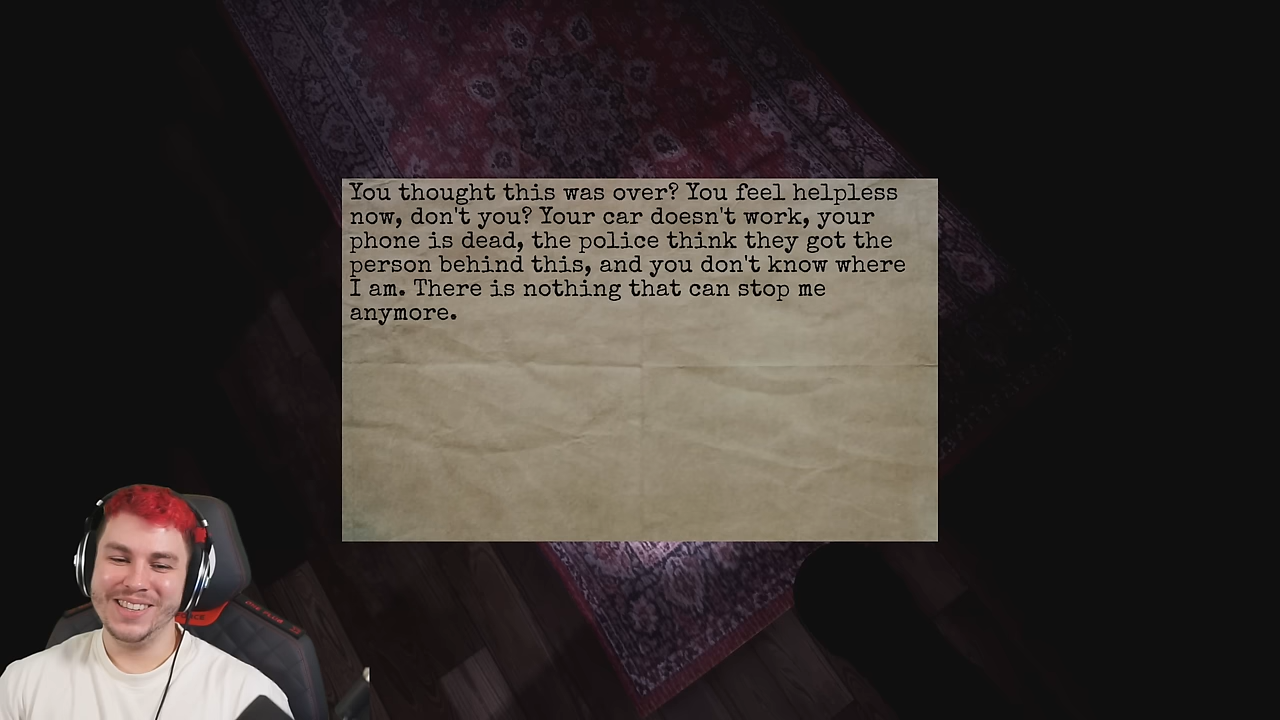 You thought this was over? You feel helpless
now, don't you? Your car doesn't work, your
phone is dead, the police think they got the
person behind this, and you don't know where
I am. There is nothing that can stop me
anymore.